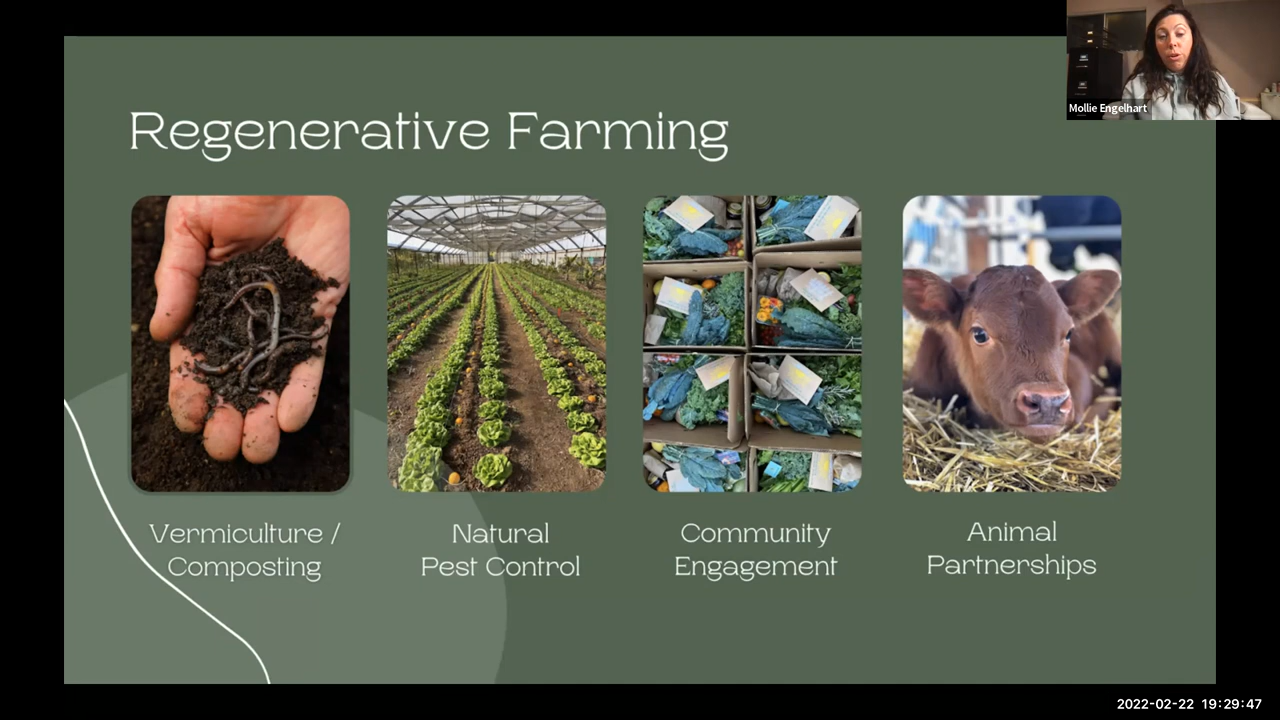 Mollie Engelhart
Regenerative Farming
Vermiculture /
Composting
Natural
Pest Control
Community
Engagement
Animal
Partnerships
2022-02-22 19:29:47